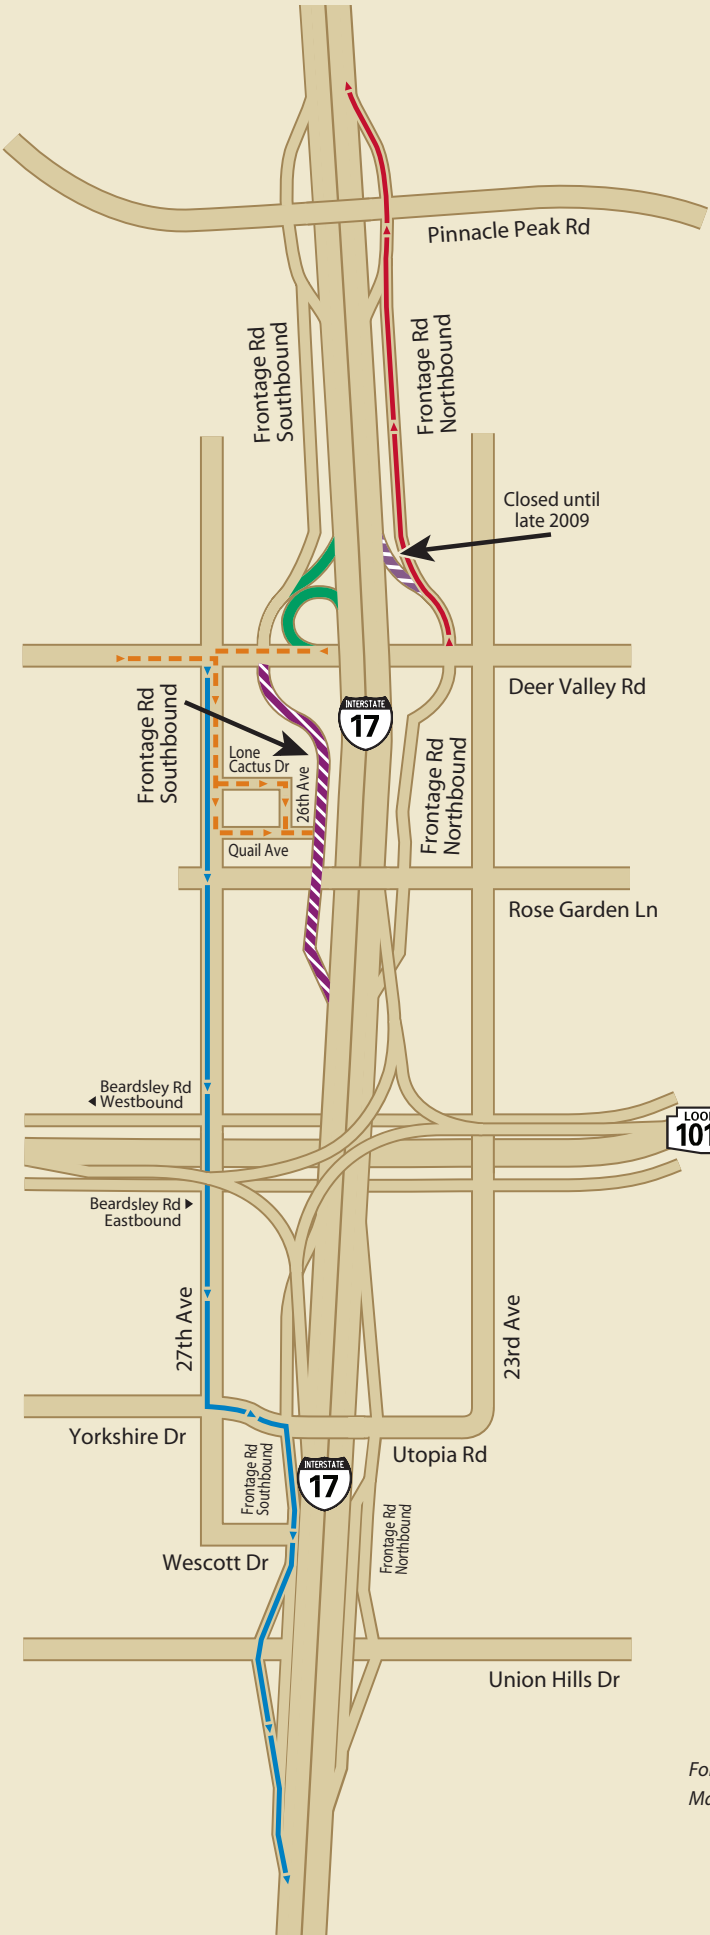 Pinnacle Peak Rd
Frontage Rd
Southbound
Frontage Rd
Northbound
Closed until
late 2009
Deer Valley Rd
Frontage Rd
Southbound
INTERSTATE
17
Lone
Cactus Dr
26th Ave
Frontage Rd
Northbound
Quail Ave
Rose Garden Ln
Beardsley Rd
Westbound
LOO
101
Beardsley Rd
Eastbound
27th Ave
23rd Ave
Yorkshire Dr
Utopia Rd
Frontage Rd
Southbound
INTERSTATE
17
Frontage Rd
Northbound
Wescott Dr
Union Hills Dr